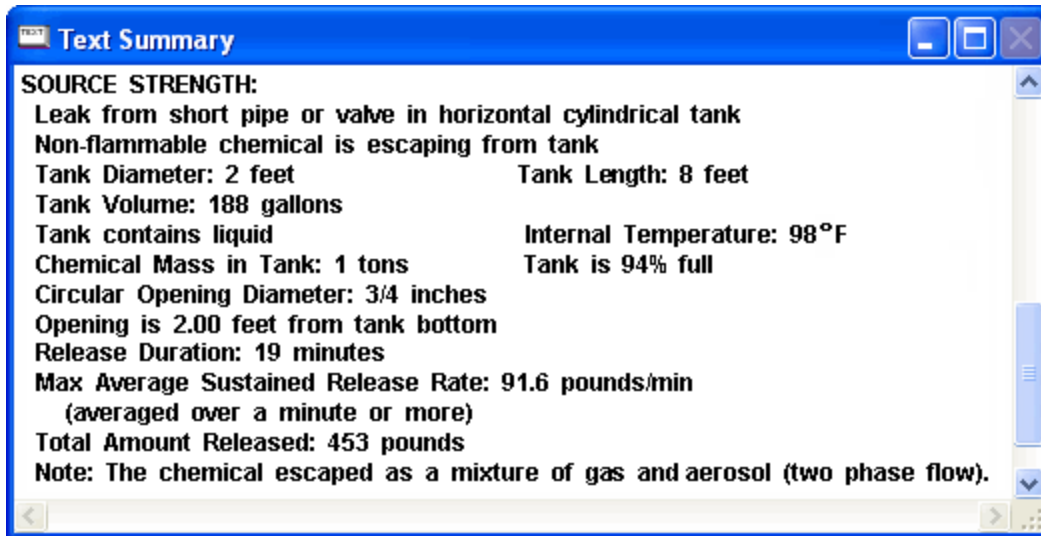 TEXT
Text Summary
SOURCE STRENGTH:
Leak from short pipe or valve in horizontal cylindrical tank
Non-flammable chemical is escaping from tank
Tank Diameter: 2 feet Tank Length: 8 feet
Tank Volume: 188 gallons
Tank contains liquid Internal Temperature: 98°F
Chemical Mass in Tank: 1 tons Tank is 94% full
Circular Opening Diameter: 3/4 inches
Opening is 2.00 feet from tank bottom
Release Duration: 19 minutes
Max Average Sustained Release Rate: 91.6 pounds/min
(averaged over a minute or more)
Total Amount Released: 453 pounds
Note: The chemical escaped as a mixture of gas and aerosol (two phase flow).